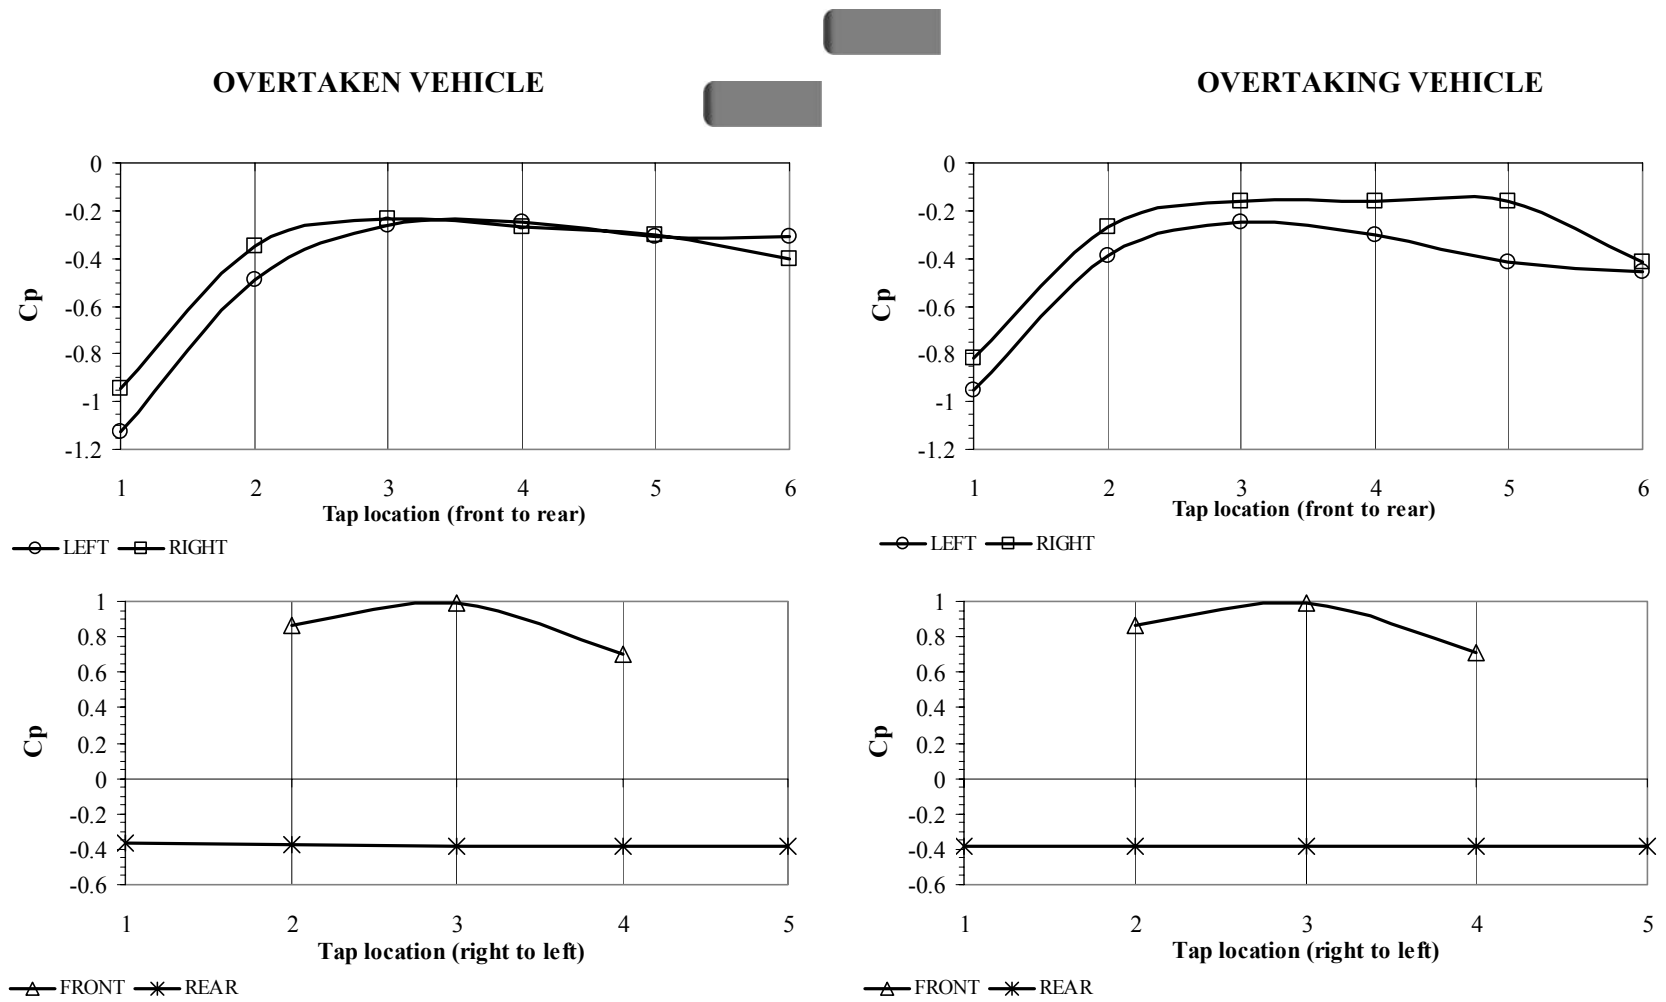 OVERTAKEN VEHICLE
OVERTAKING VEHICLE
0
-0.2
-0.4
-0.6
-0.8
-1
-1.2
Cp
1 2 3 4 5 6
Tap location (front to rear)
LEFT RIGHT
0
-0.2
-0.4
-0.6
-0.8
-1
-1.2
Cp
1 2 3 4 5 6
Tap location (front to rear)
LEFT RIGHT
1
0.8
0.6
0.4
0.2
0
-0.2
-0.4
-0.6
Cp
1 2 3 4 5
Tap location (right to left)
FRONT REAR
1
0.8
0.6
0.4
0.2
0
-0.2
-0.4
-0.6
Cp
1 2 3 4 5
Tap location (right to left)
FRONT REAR